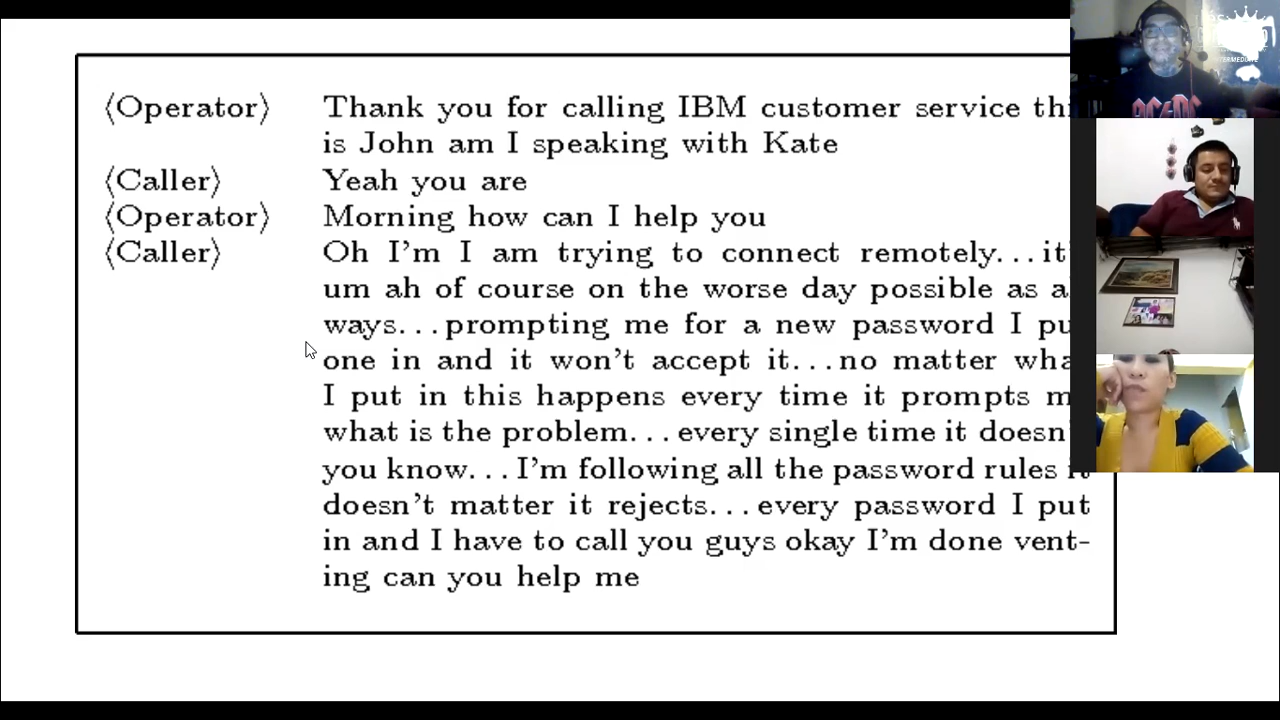 ⟨Operator⟩ Thank you for calling IBM customer service
is John am I speaking with Kate
⟨Caller⟩ Yeah you are
⟨Operator⟩ Morning how can I help you
⟨Caller⟩ Oh I'm I am trying to connect remotely...
um ah of course on the worse day possible as
ways...prompting me for a new password I
one in and it won't accept it...no matter
I put in this happens every time it prompts
what is the problem...every single time it
you know...I'm following all the password rules
doesn't matter it rejects...every password I put
in and I have to call you guys okay I'm done vent-
ing can you help me